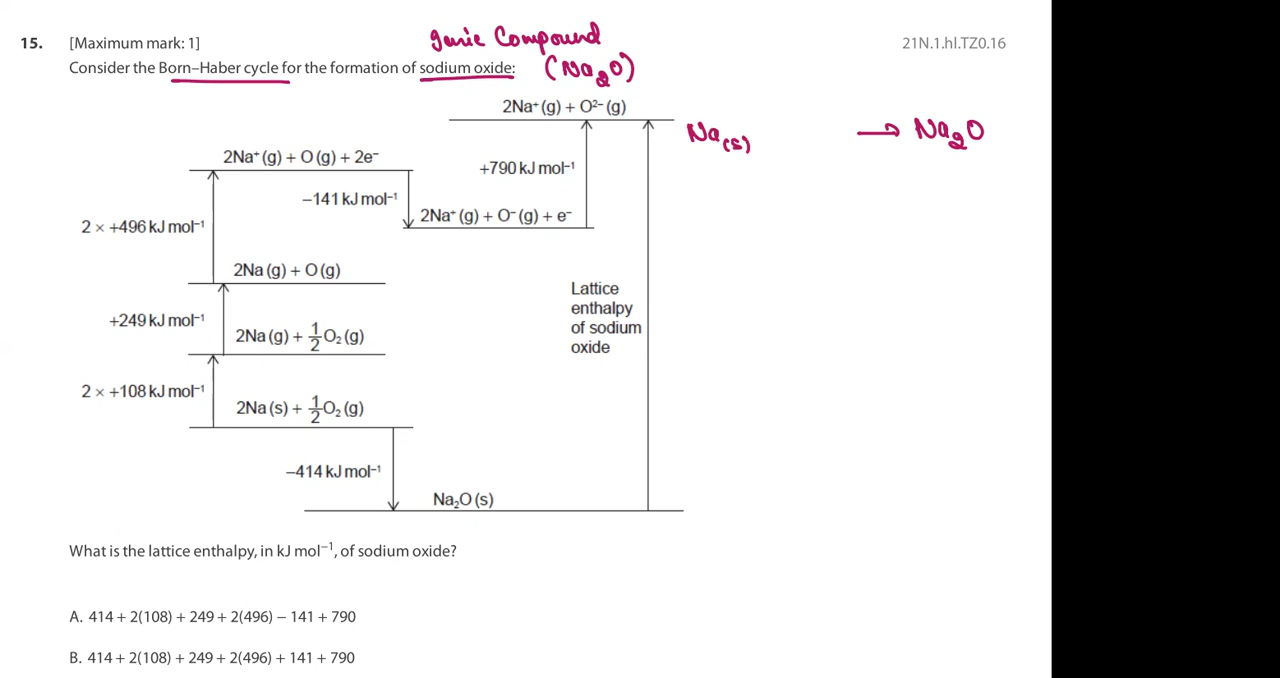 15. [Maximum mark: 1] 21N.1.hl.TZ0.16
Ionic Compound
Consider the Born–Haber cycle for the formation of sodium oxide: (Na₂O)
2Na⁺(g) + O²⁻(g)
Na(s) → Na₂O
2Na⁺(g) + O(g) + 2e⁻
+790 kJ mol⁻¹
−141 kJ mol⁻¹
2Na⁺(g) + O⁻(g) + e⁻
2 × +496 kJ mol⁻¹
2Na (g) + O (g)
Lattice
enthalpy
of sodium
oxide
+249 kJ mol⁻¹
2Na (g) + 1/2 O₂ (g)
2 × +108 kJ mol⁻¹
2Na (s) + 1/2 O₂ (g)
−414 kJ mol⁻¹
Na₂O (s)
What is the lattice enthalpy, in kJ mol⁻¹, of sodium oxide?
A. 414 + 2(108) + 249 + 2(496) − 141 + 790
B. 414 + 2(108) + 249 + 2(496) + 141 + 790